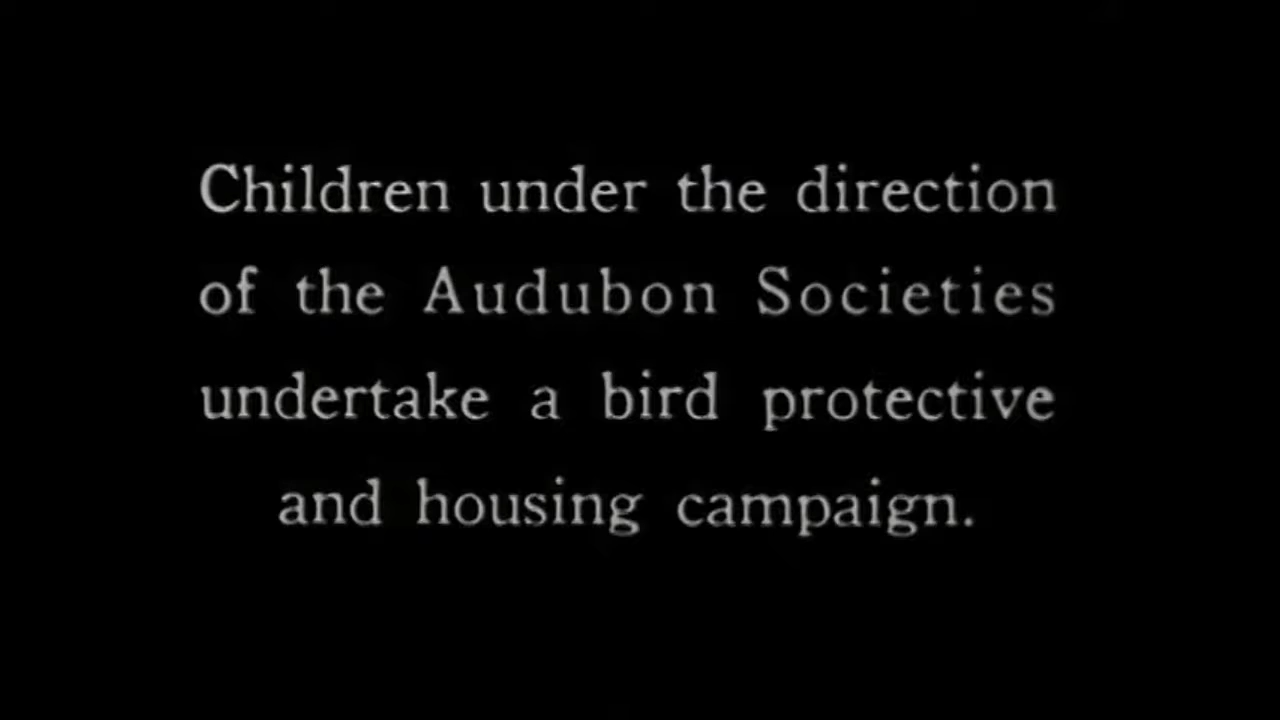 Children under the direction
of the Audubon Societies
undertake a bird protective
and housing campaign.